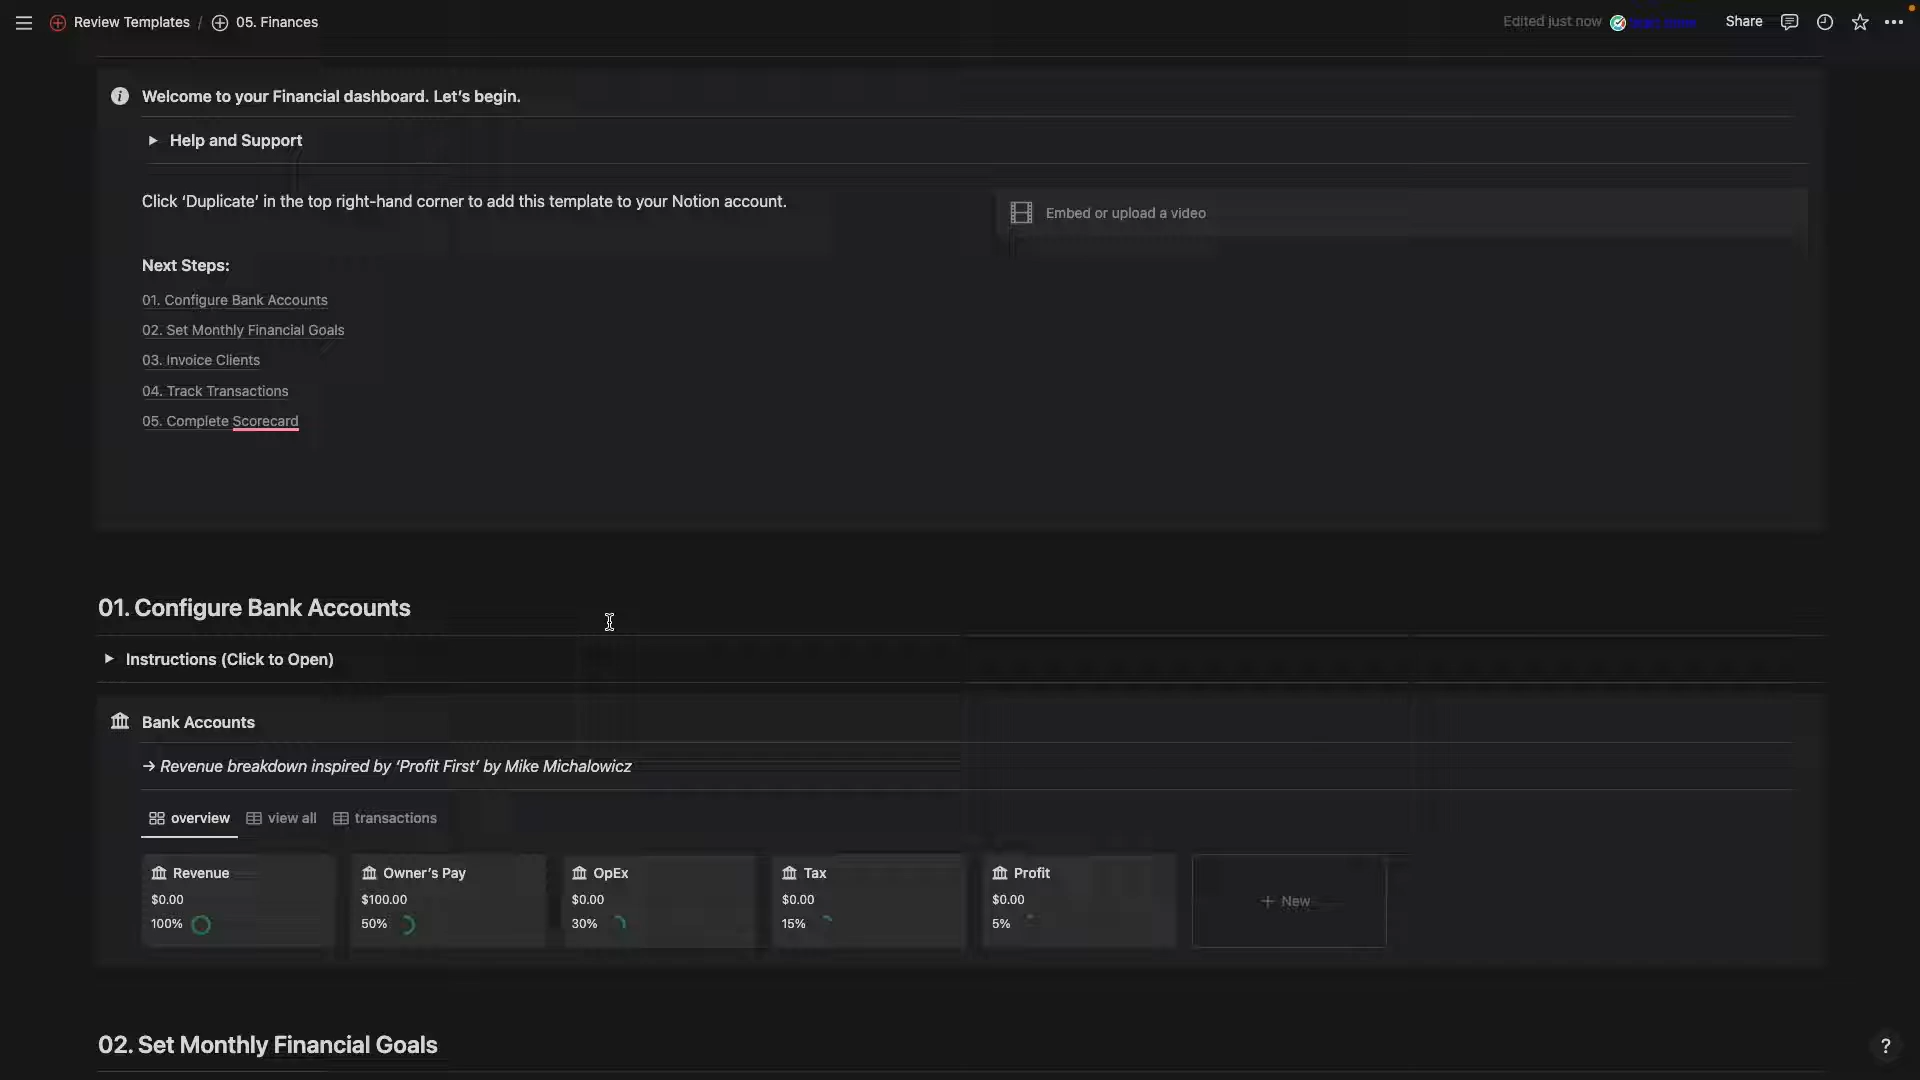 Review Templates / 05. Finances
Edited just now
Share
Welcome to your Financial dashboard. Let's begin.
Help and Support
Click ‘Duplicate’ in the top right-hand corner to add this template to your Notion account.
Embed or upload a video
Next Steps:
01. Configure Bank Accounts
02. Set Monthly Financial Goals
03. Invoice Clients
04. Track Transactions
05. Complete Scorecard
01. Configure Bank Accounts
Instructions (Click to Open)
Bank Accounts
→ Revenue breakdown inspired by ‘Profit First’ by Mike Michalowicz
overview view all transactions
Revenue Owner’s Pay OpEx Tax Profit
$0.00 $100.00 $0.00 $0.00 $0.00
+ New
100% 50% 30% 15% 5%
02. Set Monthly Financial Goals
?